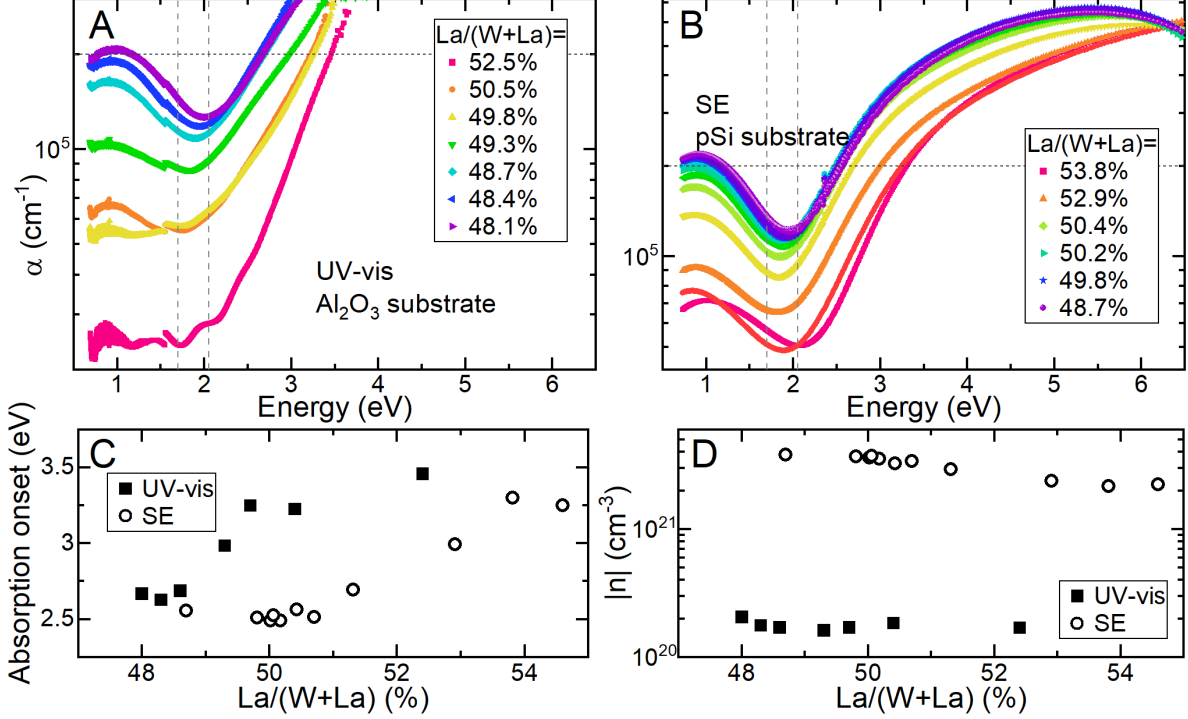 A
La/(W+La)=
52.5%
50.5%
49.8%
49.3%
48.7%
48.4%
48.1%
UV-vis
Al₂O₃ substrate
10⁵
α (cm⁻¹)
1 2 3 4 5 6
Energy (eV)
B
SE
pSi substrate
La/(W+La)=
53.8%
52.9%
50.4%
50.2%
49.8%
48.7%
10⁵
1 2 3 4 5 6
Energy (eV)
C
UV-vis
SE
3.5
3
2.5
Absorption onset (eV)
48 50 52 54
La/(W+La) (%)
D
10²¹
10²⁰
|n| (cm⁻³)
UV-vis
SE
48 50 52 54
La/(W+La) (%)